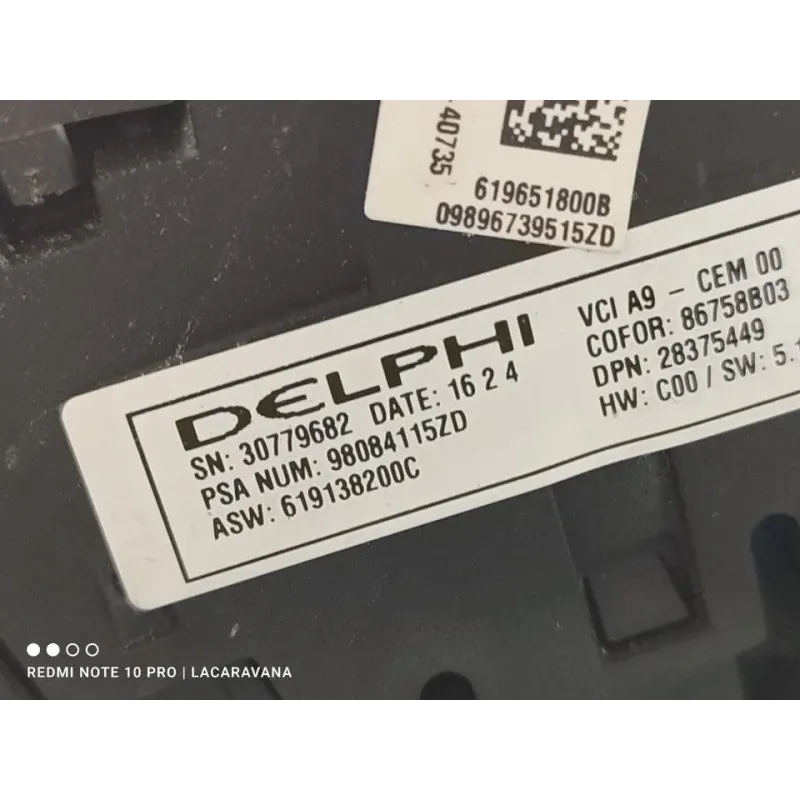 -40735
619651800B
09896739515ZD
DELPHI
SN: 30779682 DATE: 16 2 4
PSA NUM: 98084115ZD
ASW: 619138200C
VCI A9 - CEM 00
COFOR: 86758B03
DPN: 28375449
HW: C00 / SW: 5.
REDMI NOTE 10 PRO | LACARAVANA